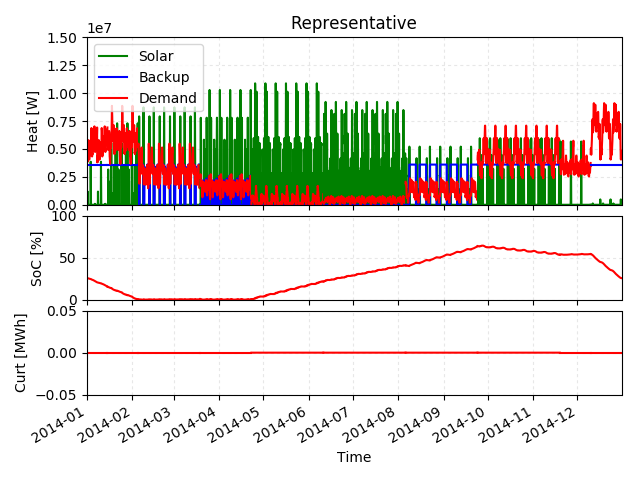 Representative
1e7
1.50
1.25
1.00
0.75
0.50
0.25
0.00
Heat [W]
Solar
Backup
Demand
100
50
0
SoC [%]
0.05
0.00
−0.05
Curt [MWh]
2014-01
2014-02
2014-03
2014-04
2014-05
2014-06
2014-07
2014-08
2014-09
2014-10
2014-11
2014-12
Time